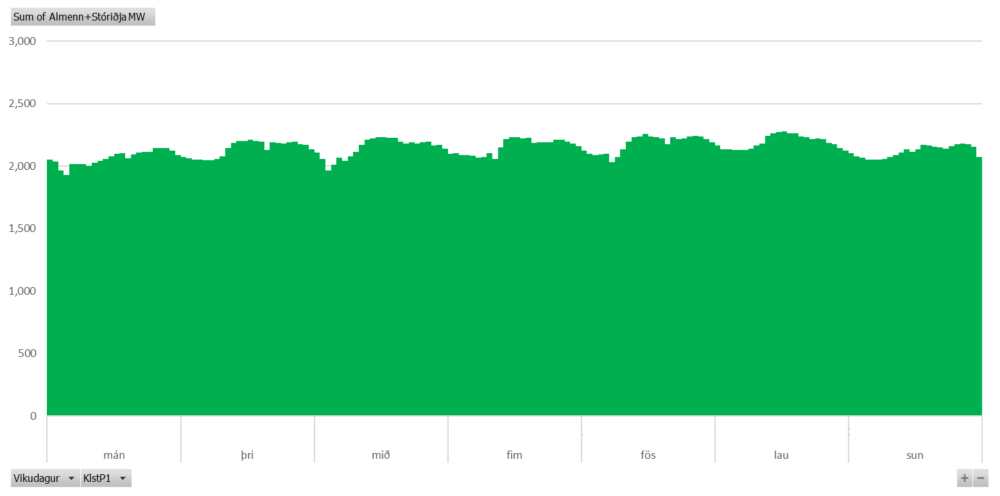 Sum of Almenn+Stóriðja MW
3,000
2,500
2,000
1,500
1,000
500
0
mán þri mið fim fös lau sun
Vikudagur KlstP1
+ −